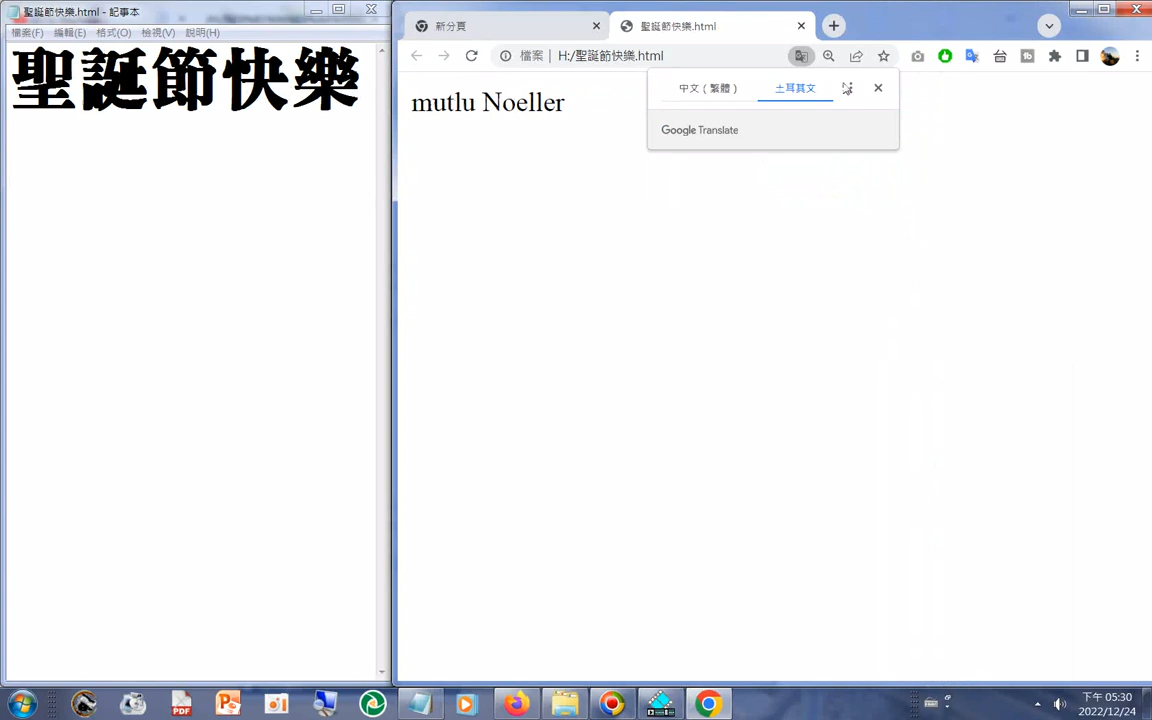 聖誕節快樂.html - 記事本
檔案(F) 編輯(E) 格式(O) 檢視(V) 說明(H)
聖誕節快樂
新分頁
聖誕節快樂.html
檔案 H:/聖誕節快樂.html
中文 ( 繁體 ) 土耳其文
Google Translate
mutlu Noeller
PDF
下午 05:30
2022/12/24